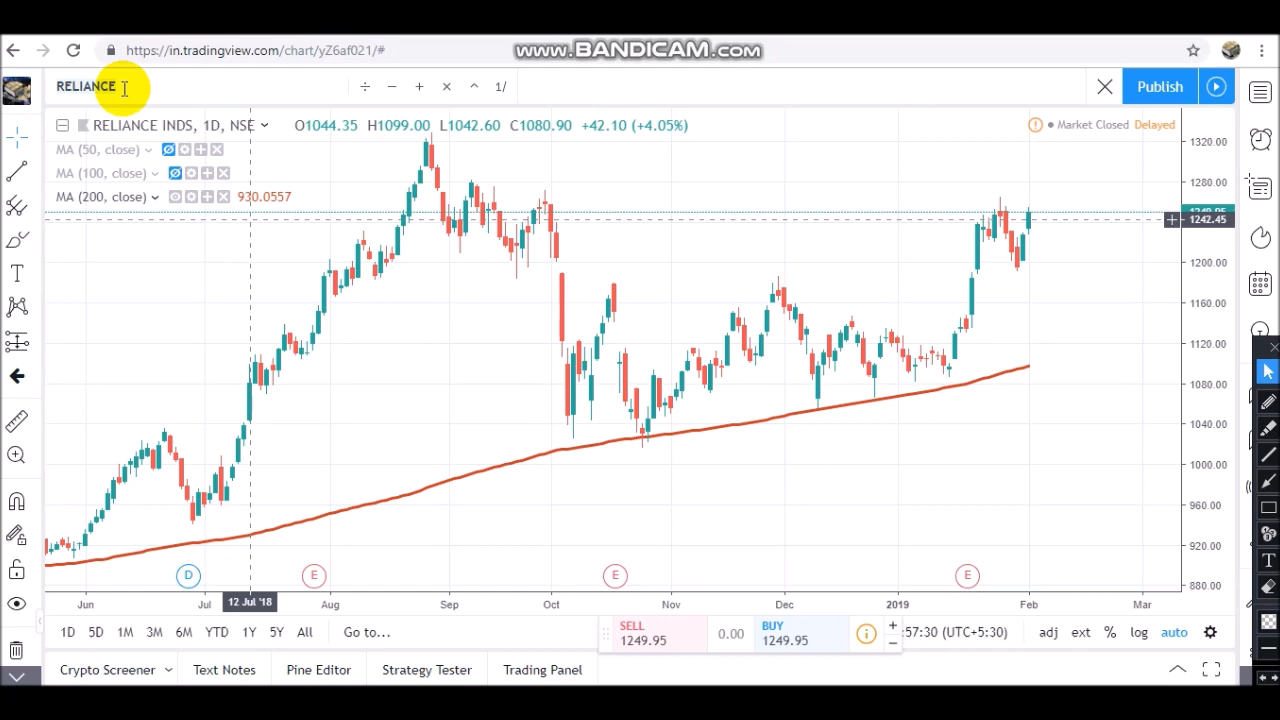 https://in.tradingview.com/chart/yZ6af021/#
www.BANDICAM.com
RELIANCE ÷ − + × ^ 1/
Publish
RELIANCE INDS, 1D, NSE O1044.35 H1099.00 L1042.60 C1080.90 +42.10 (+4.05%)
Market Closed Delayed
MA (50, close)
MA (100, close)
MA (200, close) 930.0557
1320.00
1280.00
1242.45
1200.00
1160.00
1120.00
1080.00
1040.00
1000.00
960.00
920.00
880.00
D E E E
Jun Jul 12 Jul '18 Aug Sep Oct Nov Dec 2019 Feb Mar
1D 5D 1M 3M 6M YTD 1Y 5Y All Go to...
SELL
1249.95
0.00
BUY
1249.95
:57:30 (UTC+5:30) adj ext % log auto
Crypto Screener Text Notes Pine Editor Strategy Tester Trading Panel